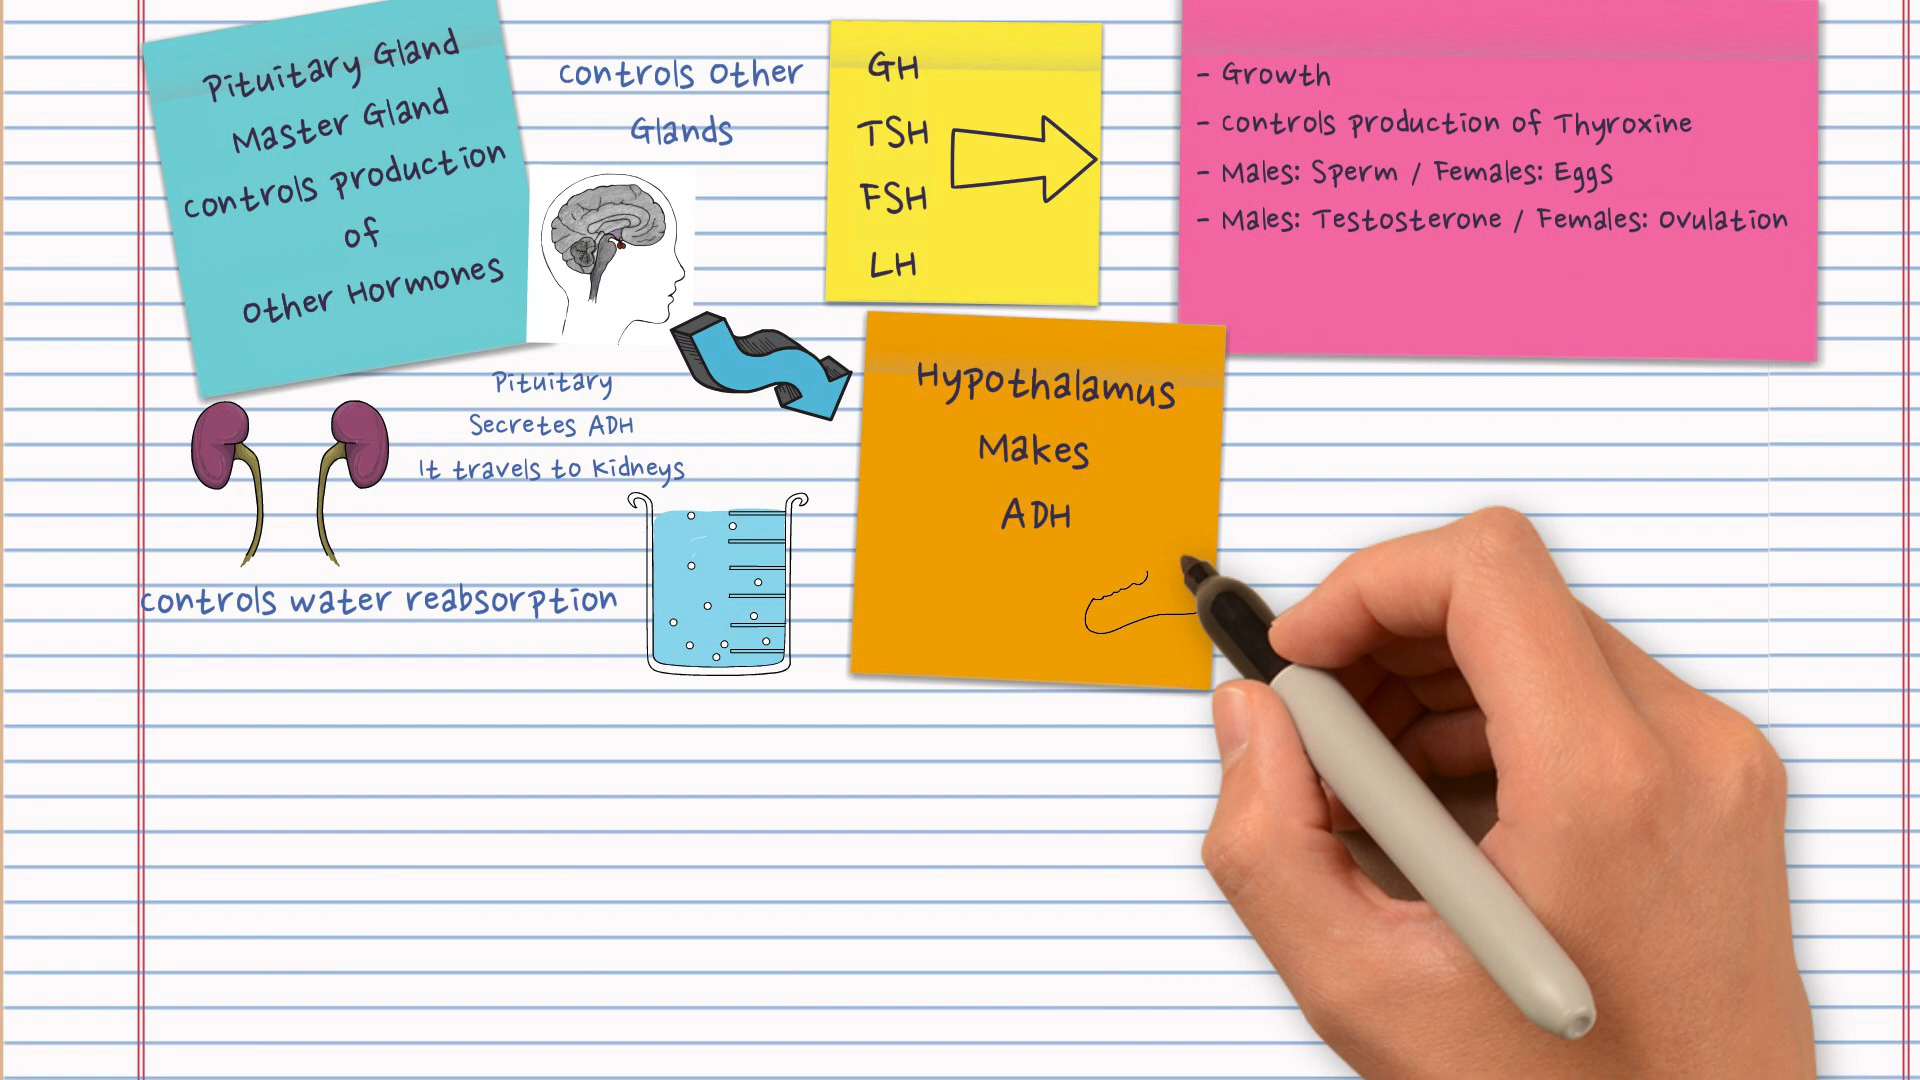 Pituitary Gland
Master Gland
controls production
of
Other Hormones
controls Other
Glands
GH
TSH
FSH
LH
- Growth
- controls production of Thyroxine
- Males: Sperm / Females: Eggs
- Males: Testosterone / Females: Ovulation
Pituitary
Secretes ADH
It travels to Kidneys
controls water reabsorption
Hypothalamus
Makes
ADH